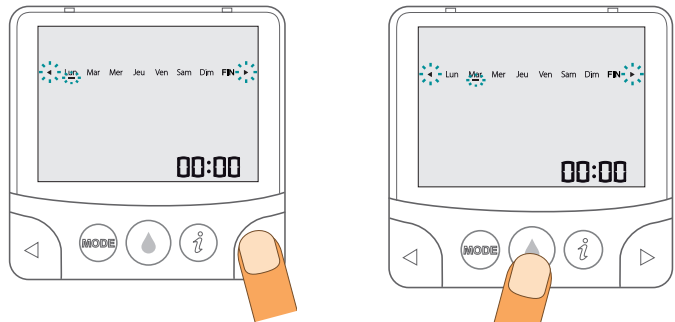 Lun Mar Mer Jeu Ven Sam Dim FIN
00:00
MODE
i
Lun Mar Mer Jeu Ven Sam Dim FIN
00:00
MODE
i